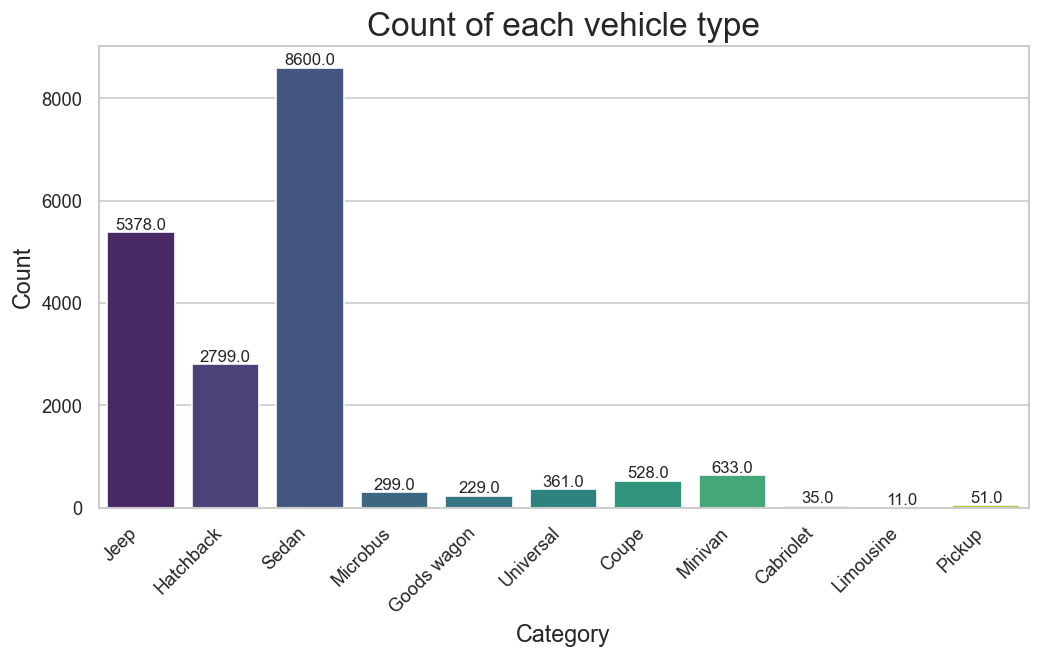 Count of each vehicle type
8600.0
8000
6000
5378.0
4000
2799.0
2000
633.0
528.0
361.0
299.0
229.0
35.0
11.0
51.0
0
Count
Jeep
Hatchback
Sedan
Microbus
Goods wagon
Universal
Coupe
Minivan
Cabriolet
Limousine
Pickup
Category